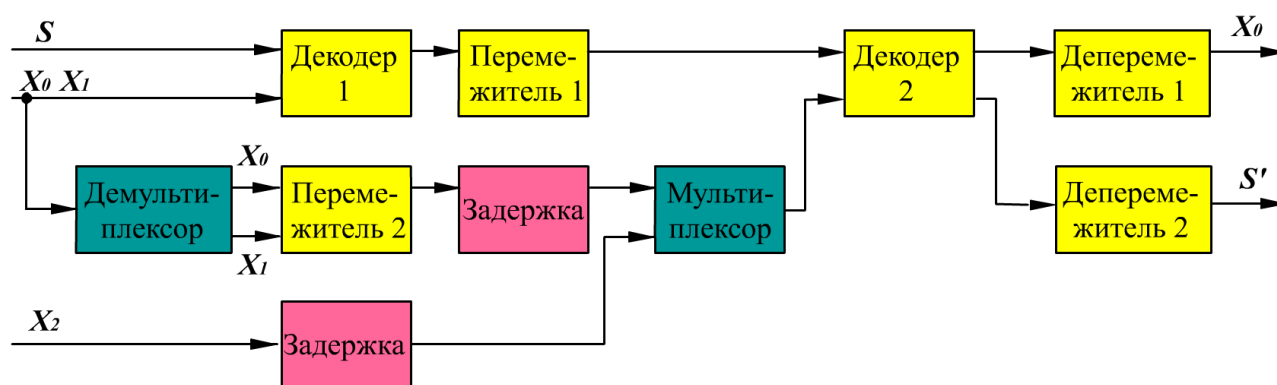 S
X₀ X₁
Декодер
1
Переме-
житель 1
Декодер
2
Депереме-
житель 1
X₀
Демульти-
плексор
X₀
X₁
Переме-
житель 2
Задержка
Мульти-
плексор
Депереме-
житель 2
S'
X₂
Задержка